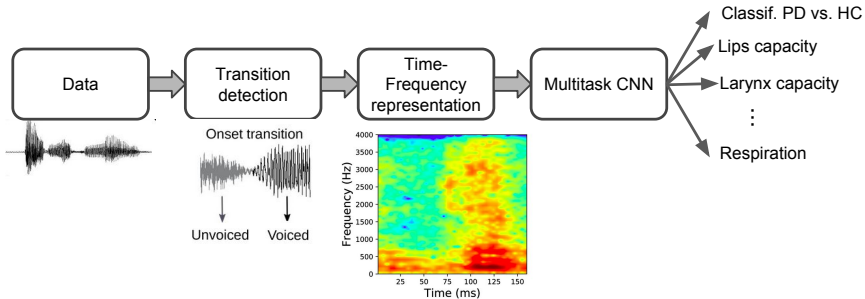 Classif. PD vs. HC
Data
Transition
detection
Time-
Frequency
representation
Multitask CNN
Lips capacity
Larynx capacity
⋮
Respiration
Onset transition
Unvoiced
Voiced
Frequency (Hz)
4000
3500
3000
2500
2000
1500
1000
500
0
25 50 75 100 125 150
Time (ms)